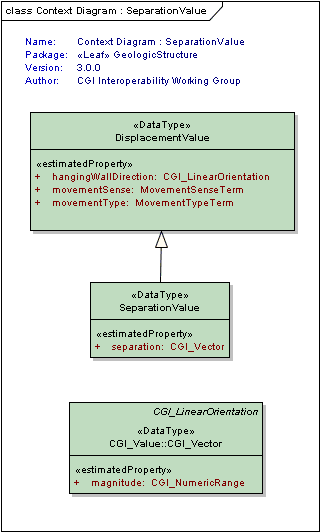 class Context Diagram : SeparationValue
Name: Context Diagram : SeparationValue
Package: «Leaf» GeologicStructure
Version: 3.0.0
Author: CGI Interoperability Working Group
«DataType»
DisplacementValue
«estimatedProperty»
+ hangingWallDirection: CGI_LinearOrientation
+ movementSense: MovementSenseTerm
+ movementType: MovementTypeTerm
«DataType»
SeparationValue
«estimatedProperty»
+ separation: CGI_Vector
CGI_LinearOrientation
«DataType»
CGI_Value::CGI_Vector
«estimatedProperty»
+ magnitude: CGI_NumericRange